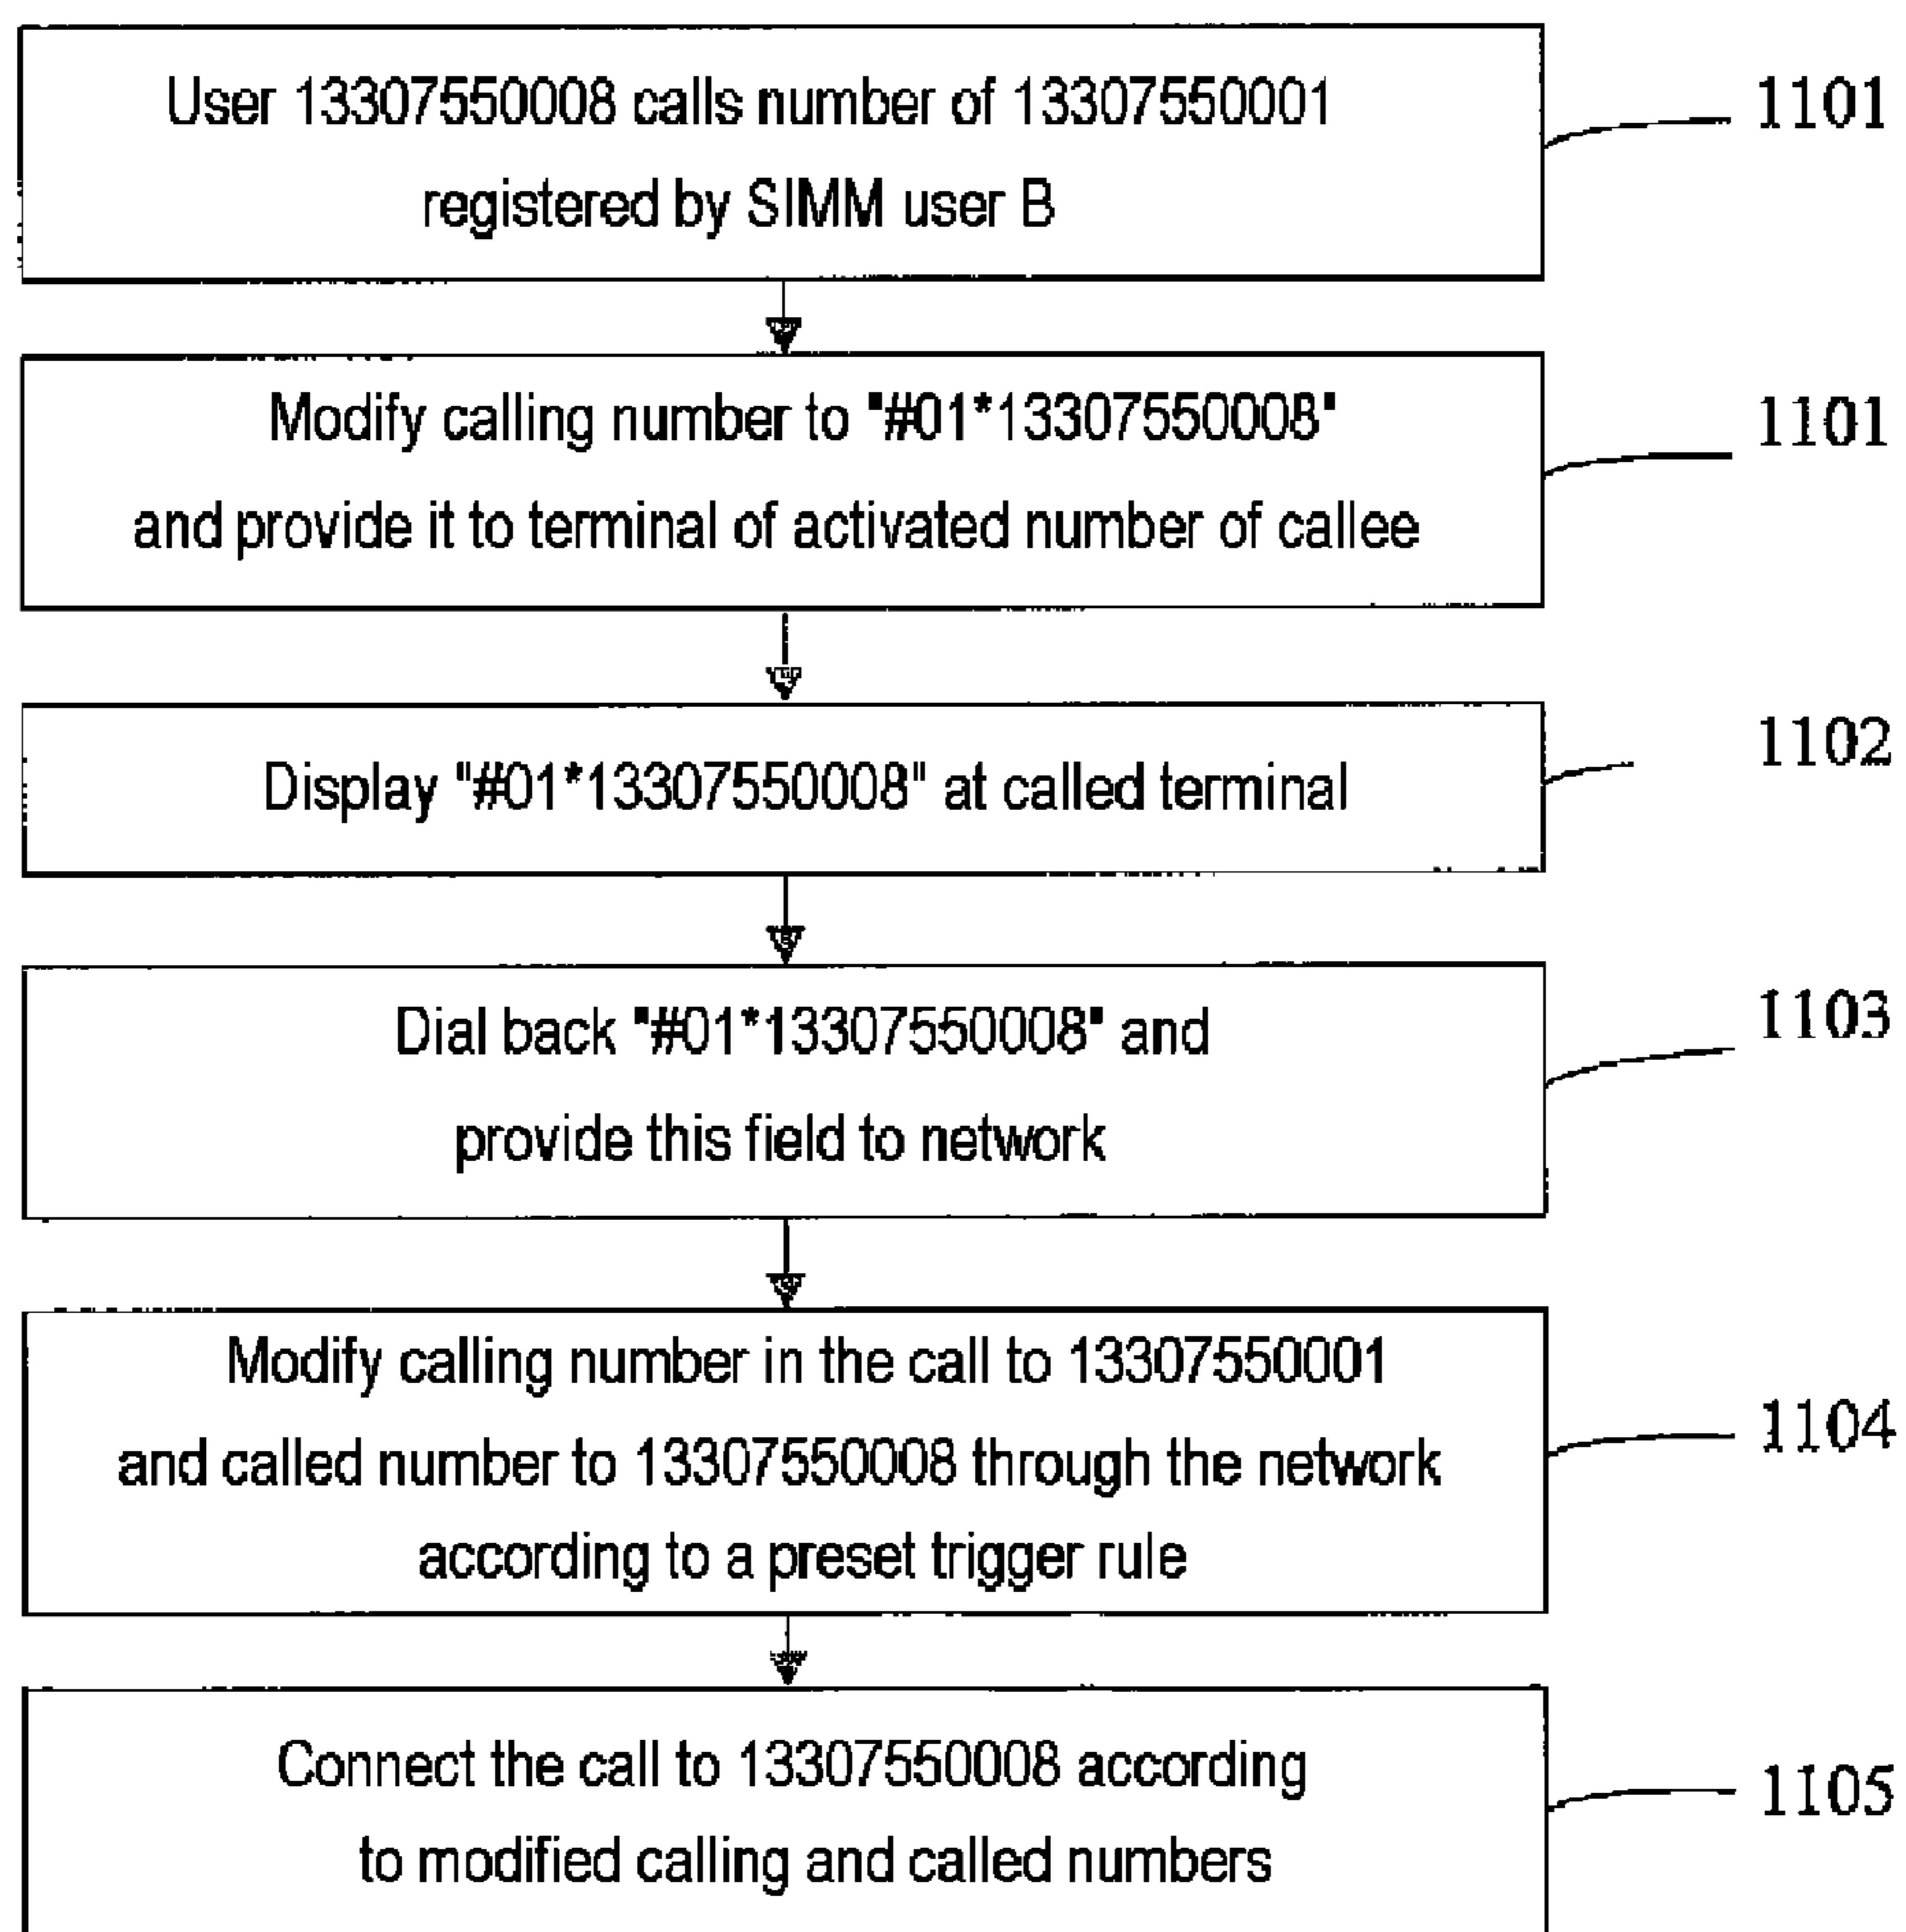 User 13307550008 calls number of 13307550001
registered by SIMM user B
1101
Modify calling number to "#01*13307550008"
and provide it to terminal of activated number of callee
1101
Display "#01*13307550008" at called terminal
1102
Dial back "#01*13307550008" and
provide this field to network
1103
Modify calling number in the call to 13307550001
and called number to 13307550008 through the network
according to a preset trigger rule
1104
Connect the call to 13307550008 according
to modified calling and called numbers
1105